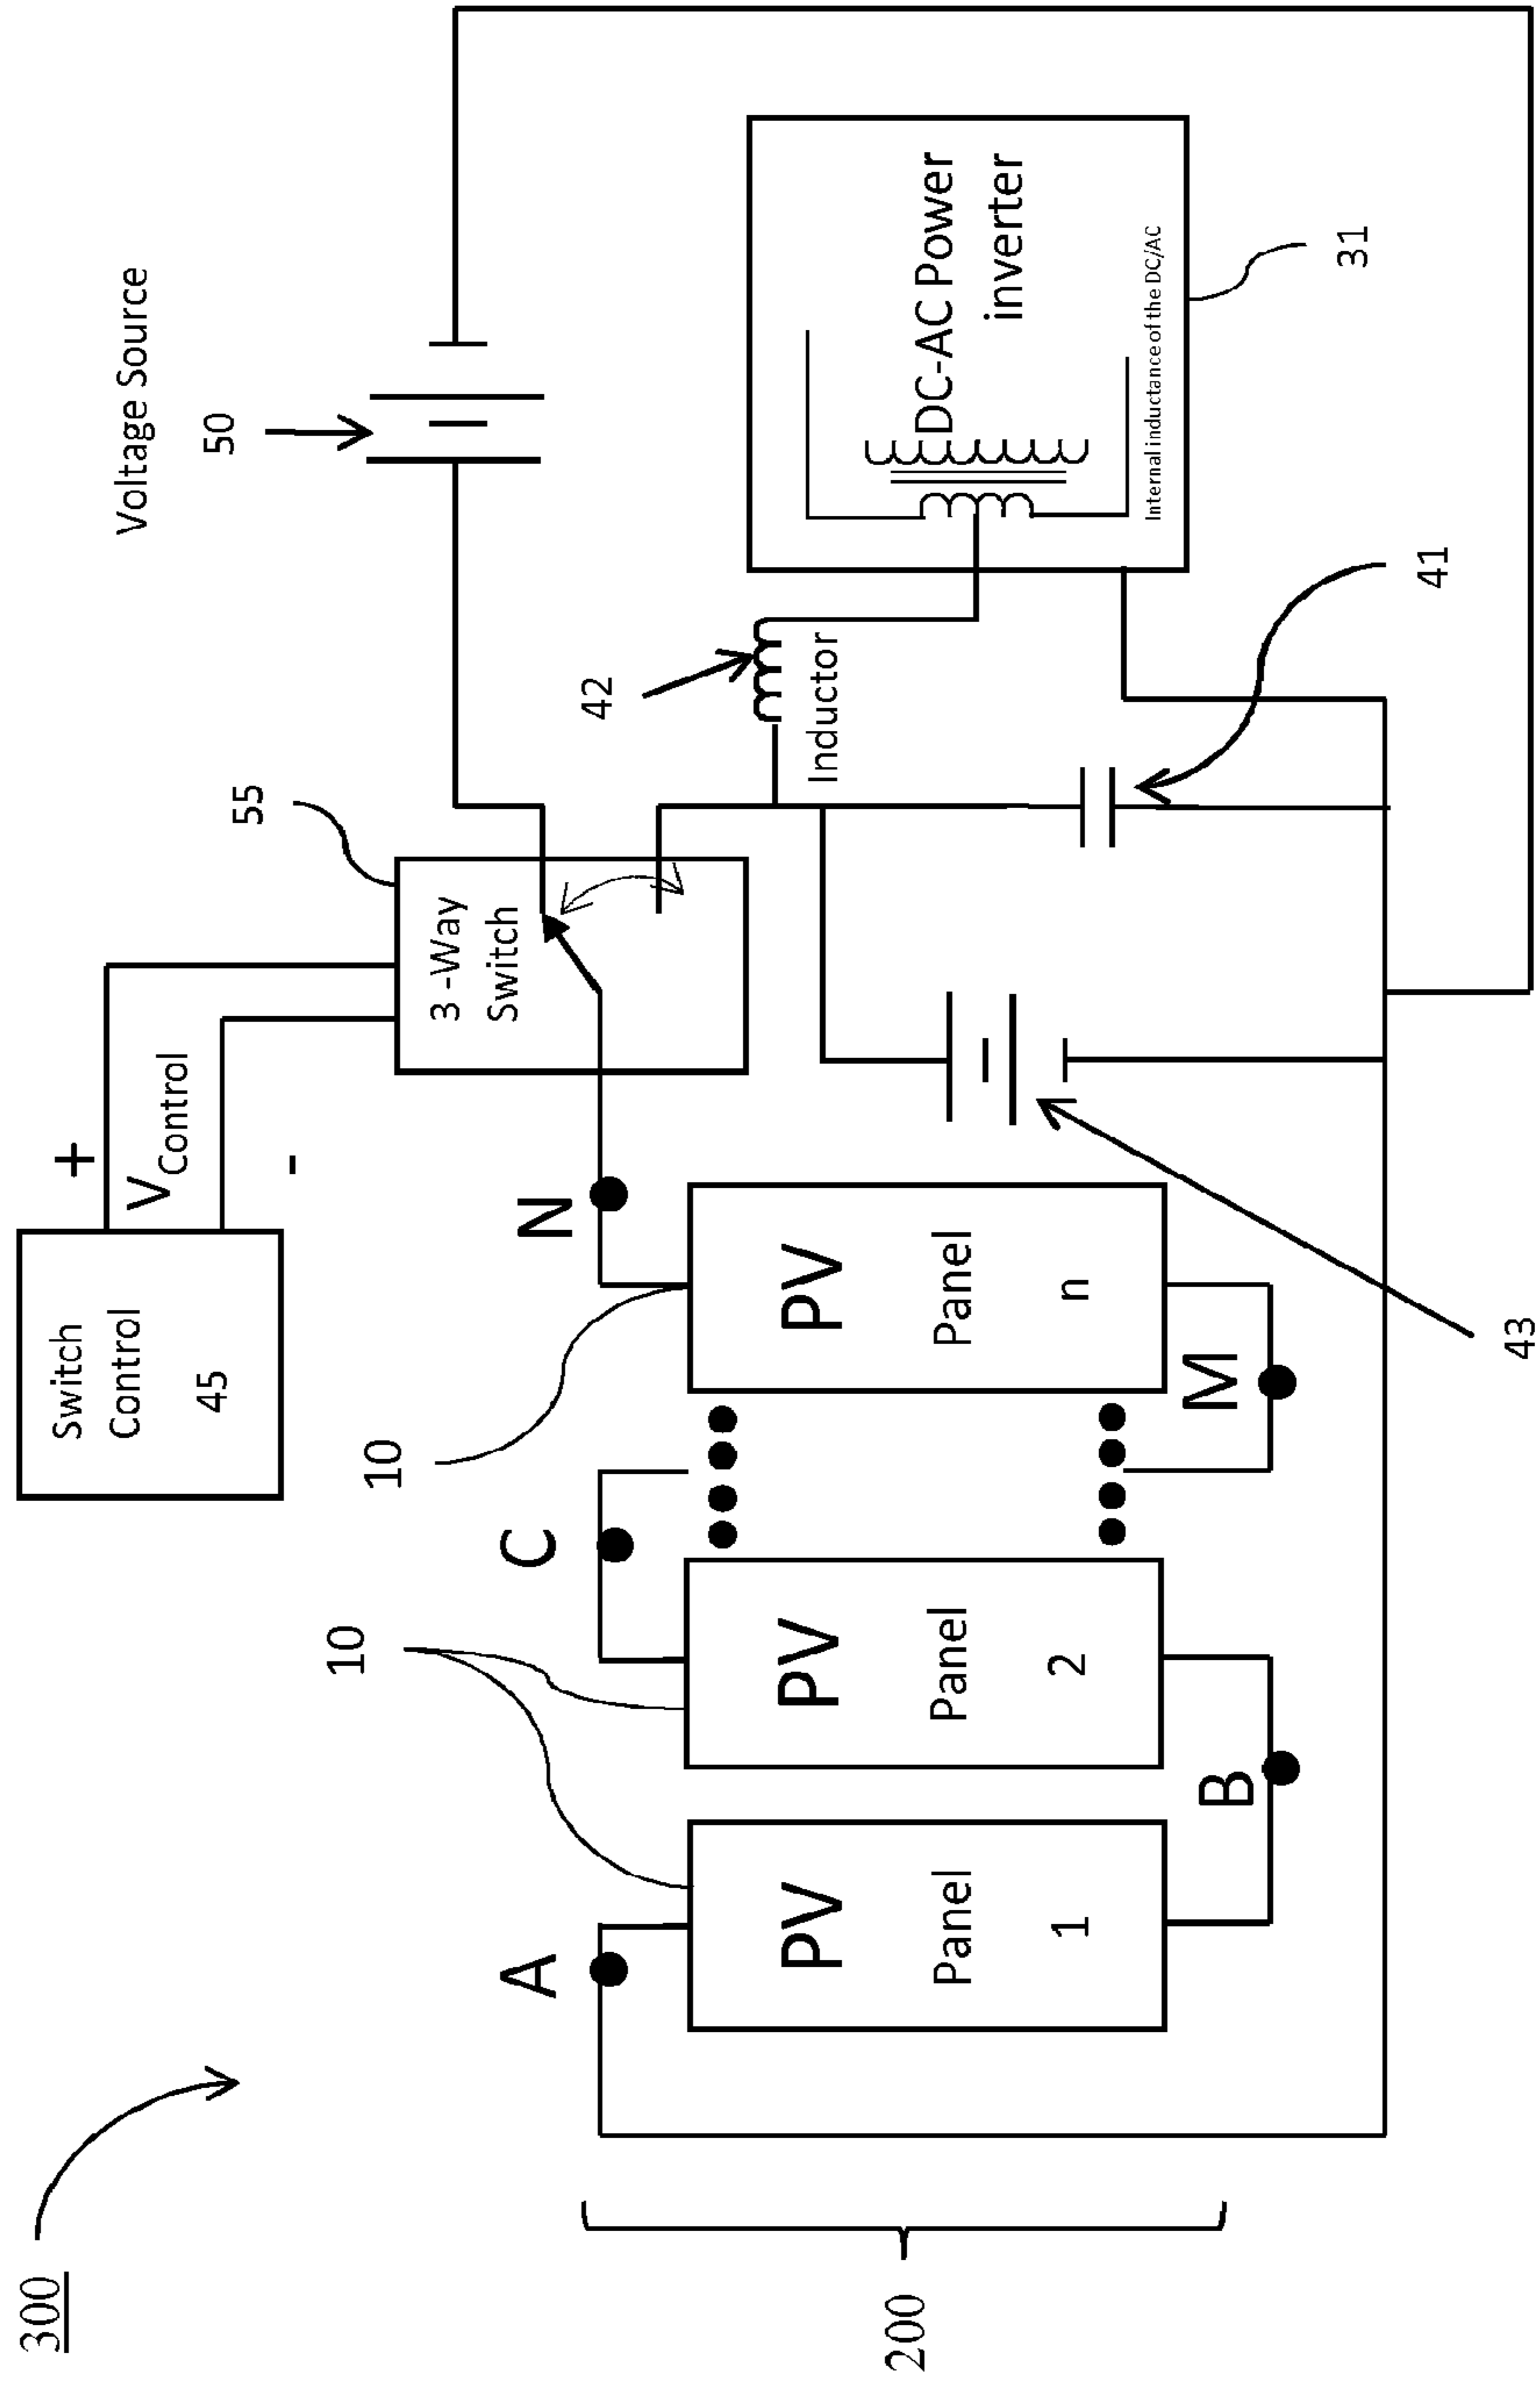 300
Switch
Control
45
+
VControl
-
55
3 -Way
Switch
Voltage Source
50
10
10
A
C
N
42
Inductor
DC-AC Power
inverter
Internal inductance of the DC/AC
31
200
PV
Panel
1
PV
Panel
2
PV
Panel
n
B
M
43
41